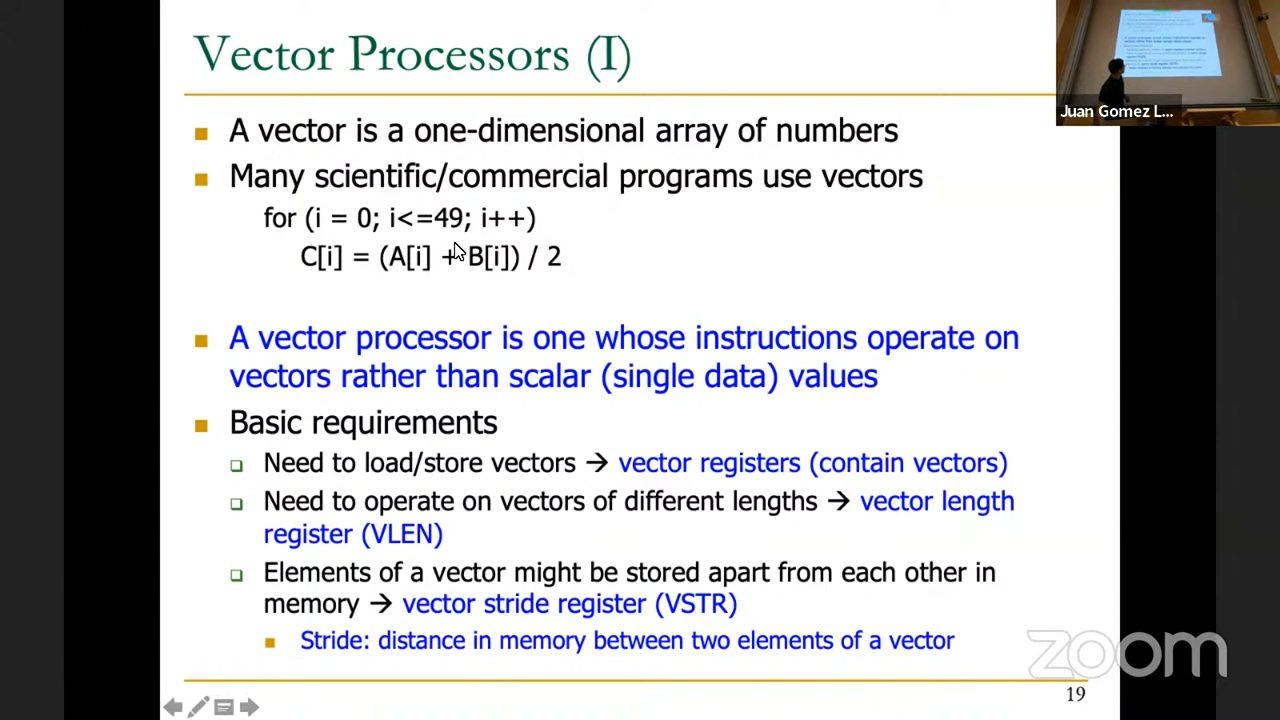 Vector Processors (I)
A vector is a one-dimensional array of numbers
Many scientific/commercial programs use vectors
for (i = 0; i<=49; i++)
C[i] = (A[i] + B[i]) / 2
A vector processor is one whose instructions operate on
vectors rather than scalar (single data) values
Basic requirements
Need to load/store vectors → vector registers (contain vectors)
Need to operate on vectors of different lengths → vector length
register (VLEN)
Elements of a vector might be stored apart from each other in
memory → vector stride register (VSTR)
Stride: distance in memory between two elements of a vector
19
Juan Gomez L...
zoom